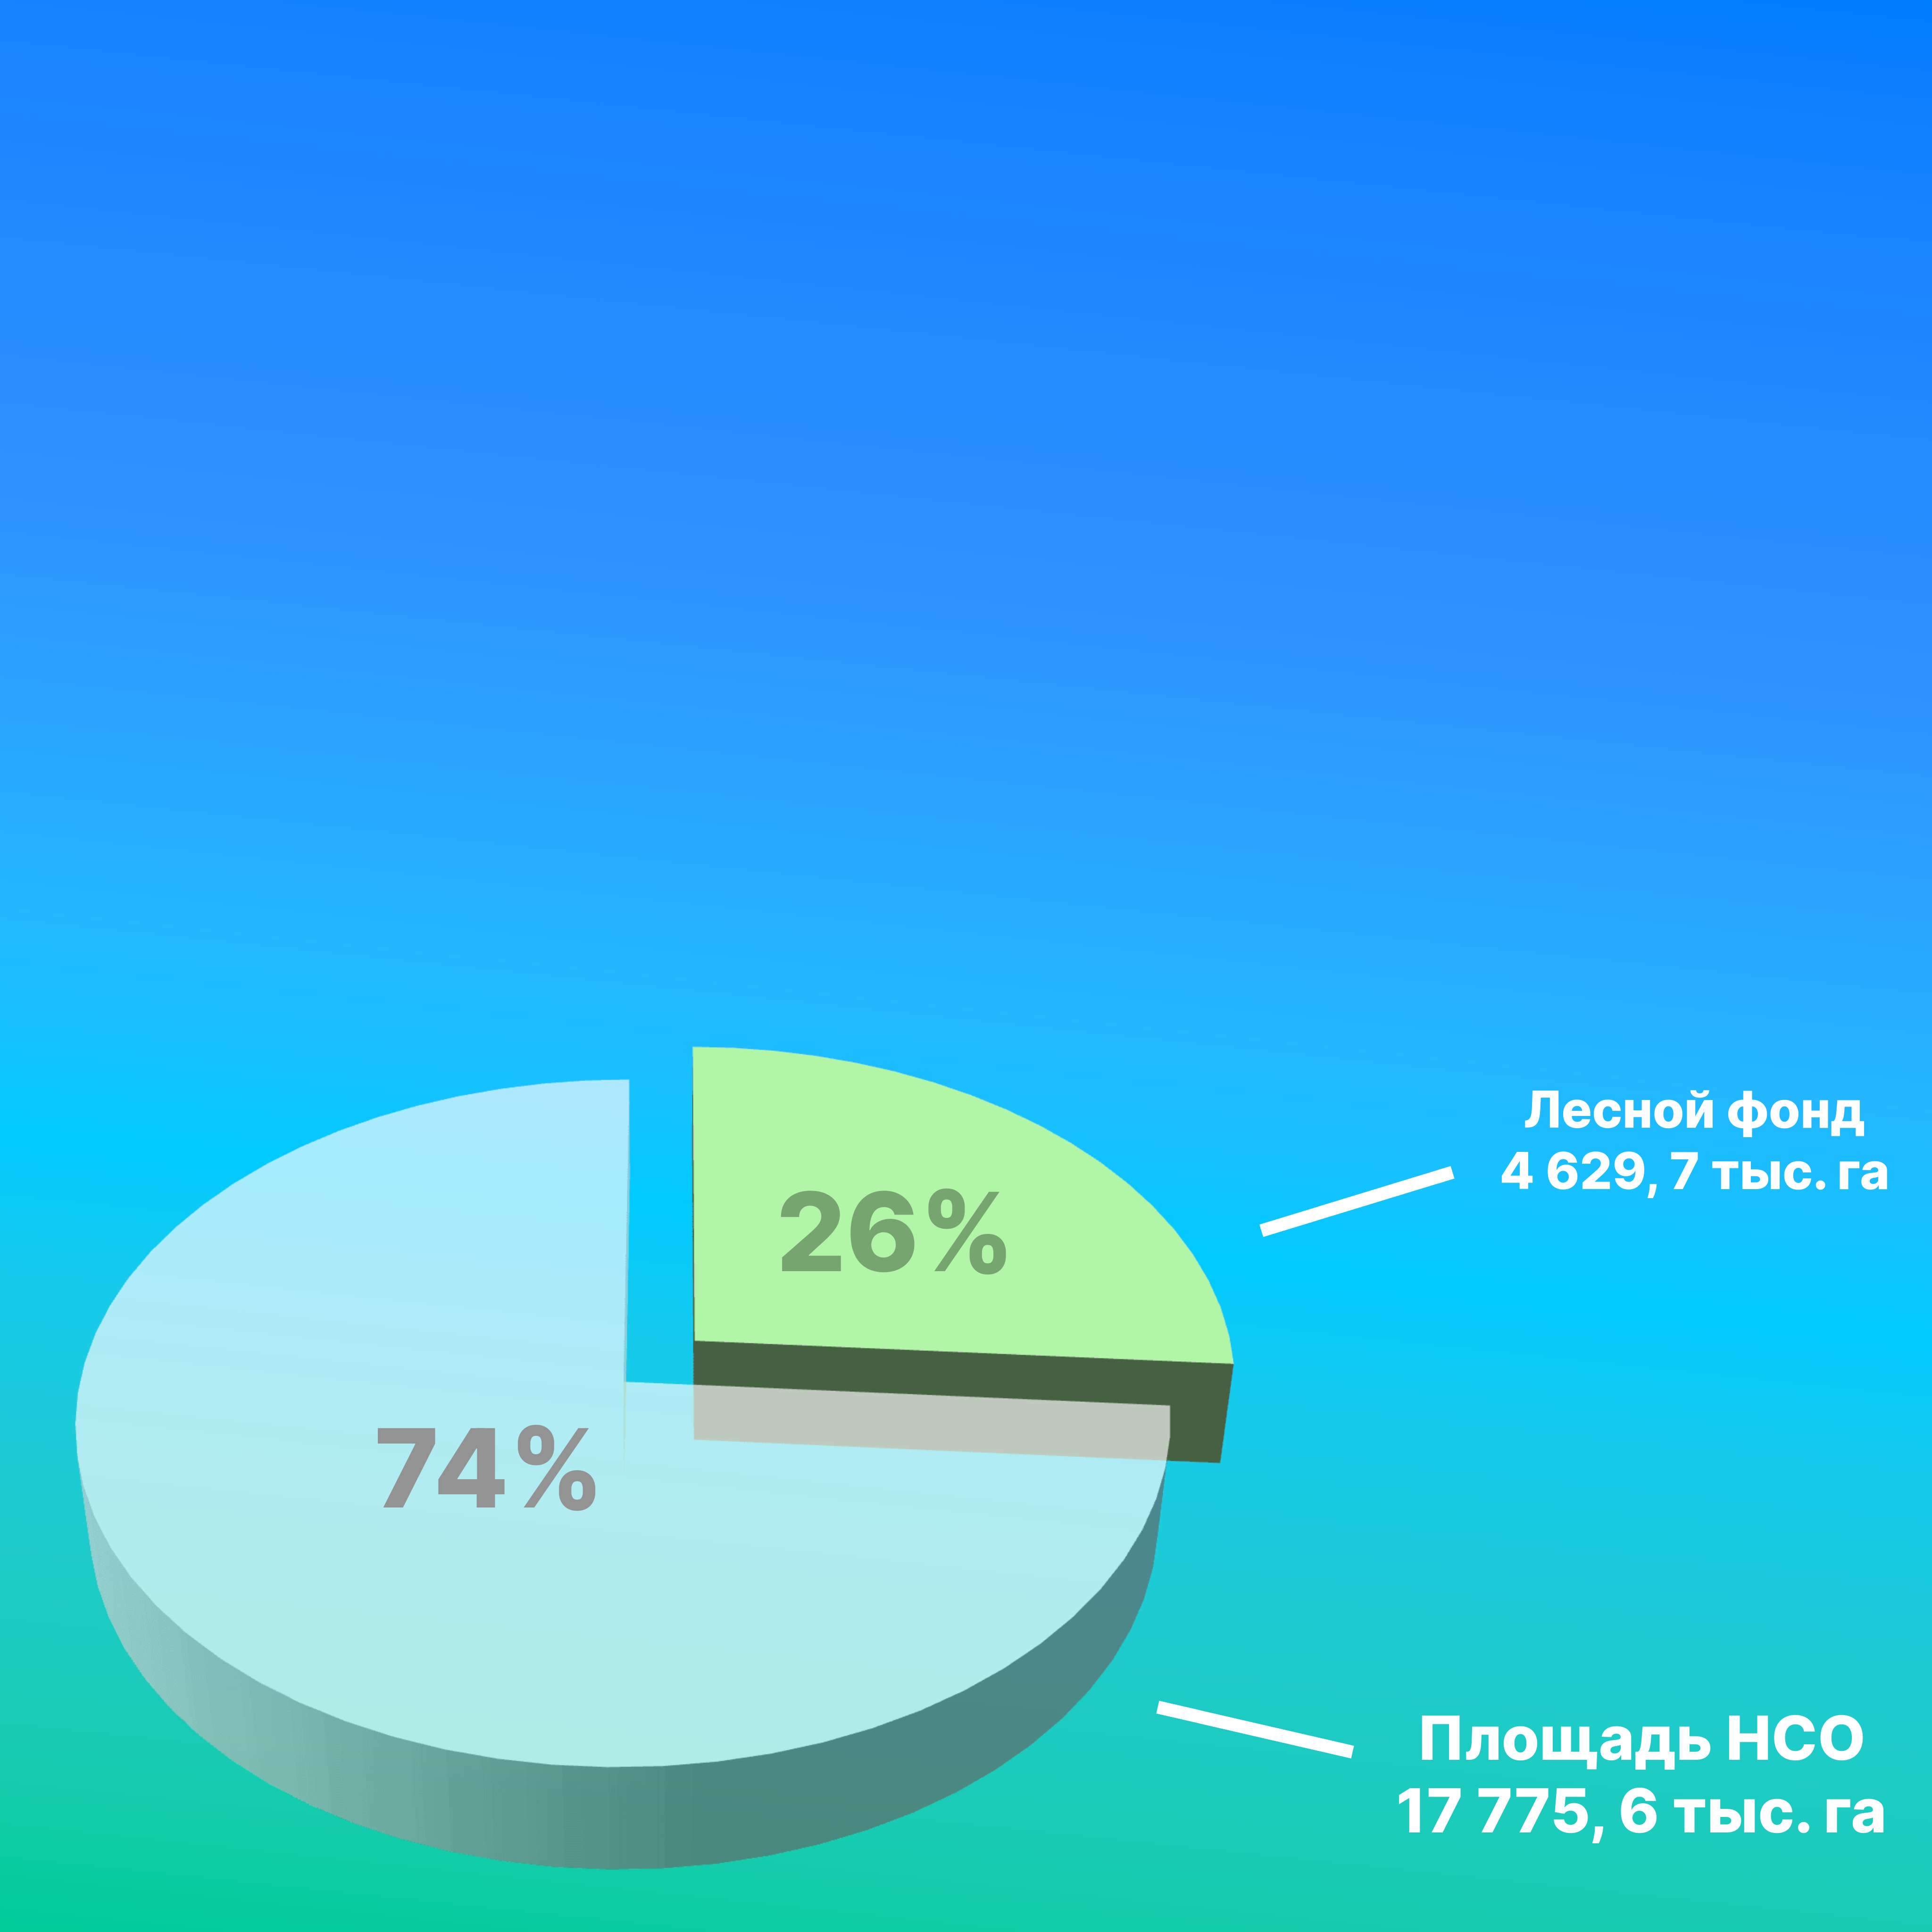 Лесной фонд
4 629,7 тыс. га
26%
74%
Площадь НСО
17 775, 6 тыс. га